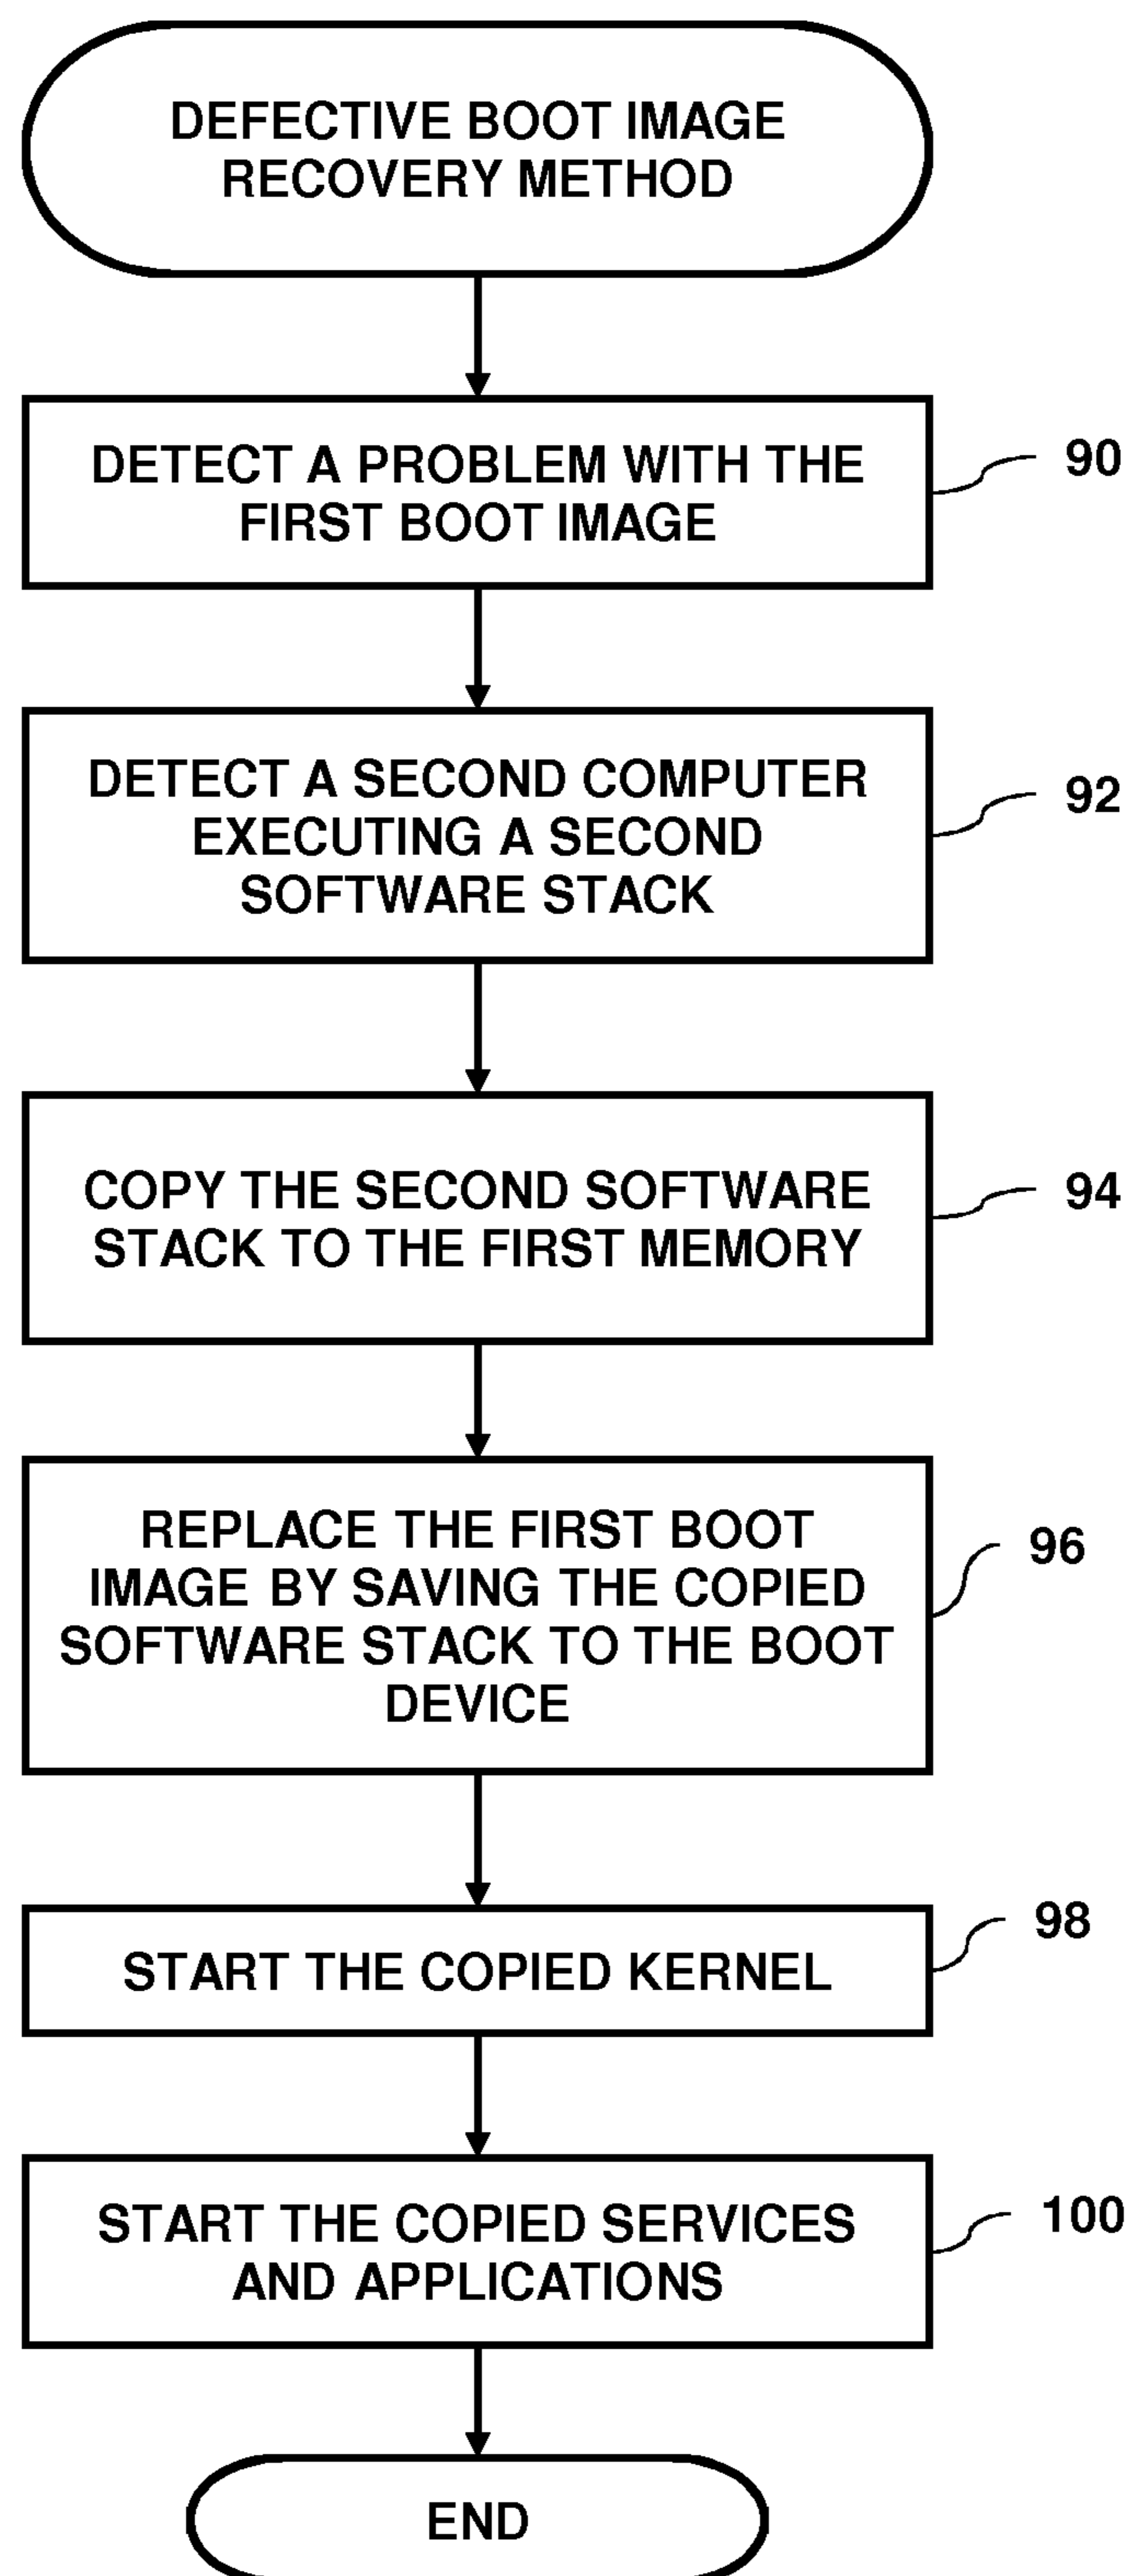 DEFECTIVE BOOT IMAGE
RECOVERY METHOD
DETECT A PROBLEM WITH THE
FIRST BOOT IMAGE
90
DETECT A SECOND COMPUTER
EXECUTING A SECOND
SOFTWARE STACK
92
COPY THE SECOND SOFTWARE
STACK TO THE FIRST MEMORY
94
REPLACE THE FIRST BOOT
IMAGE BY SAVING THE COPIED
SOFTWARE STACK TO THE BOOT
DEVICE
96
START THE COPIED KERNEL
98
START THE COPIED SERVICES
AND APPLICATIONS
100
END